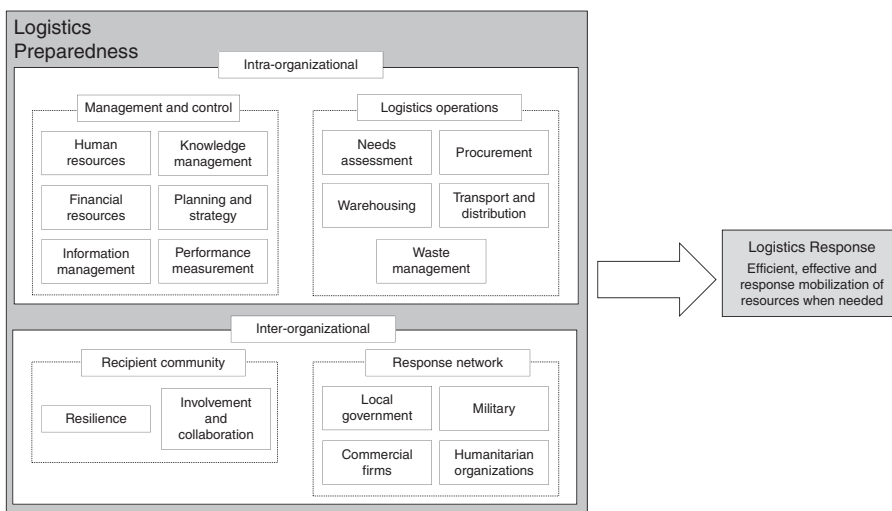 Logistics
Preparedness
Intra-organizational
Management and control
Human
resources
Knowledge
management
Financial
resources
Planning and
strategy
Information
management
Performance
measurement
Logistics operations
Needs
assessment
Procurement
Warehousing
Transport and
distribution
Waste
management
Inter-organizational
Recipient community
Resilience
Involvement
and
collaboration
Response network
Local
government
Military
Commercial
firms
Humanitarian
organizations
Logistics Response
Efficient, effective and
response mobilization of
resources when needed